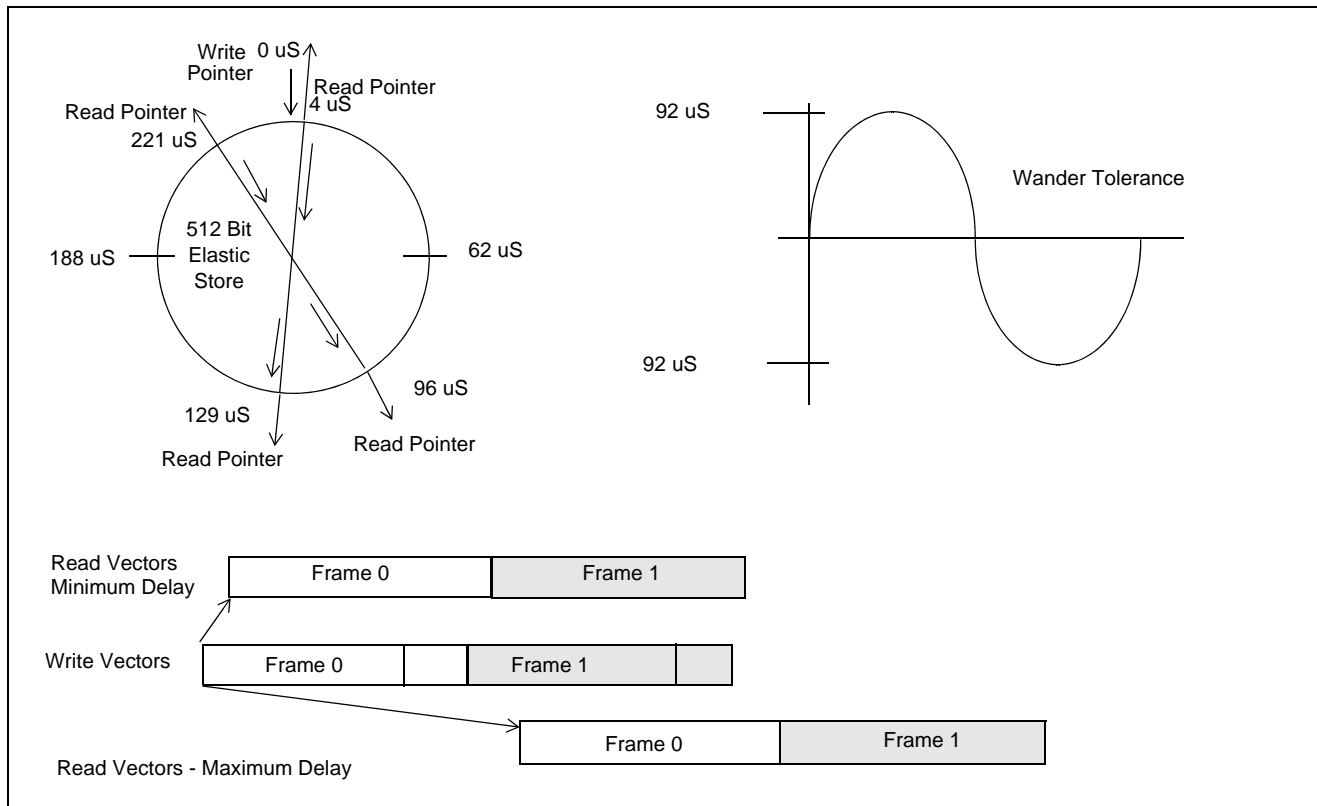 Write 0 uS
Pointer
Read Pointer
4 uS
Read Pointer
221 uS
512 Bit
Elastic
Store
188 uS
62 uS
96 uS
129 uS
Read Pointer
Read Pointer
92 uS
Wander Tolerance
92 uS
Read Vectors
Minimum Delay
Frame 0
Frame 1
Write Vectors
Frame 0
Frame 1
Frame 0
Frame 1
Read Vectors - Maximum Delay